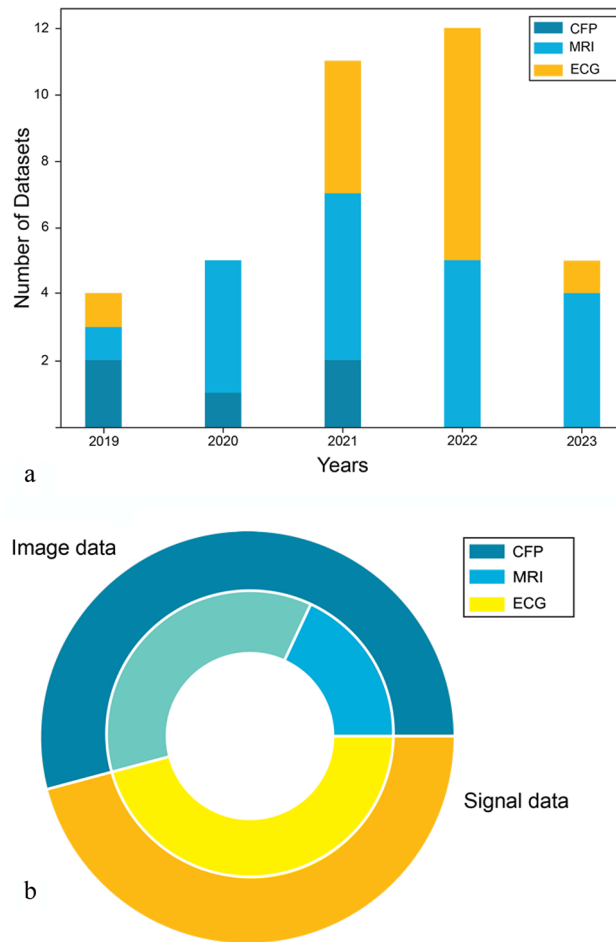 12
10
8
6
4
2
Number of Datasets
CFP
MRI
ECG
2019 2020 2021 2022 2023
Years
a
Image data
CFP
MRI
ECG
Signal data
b